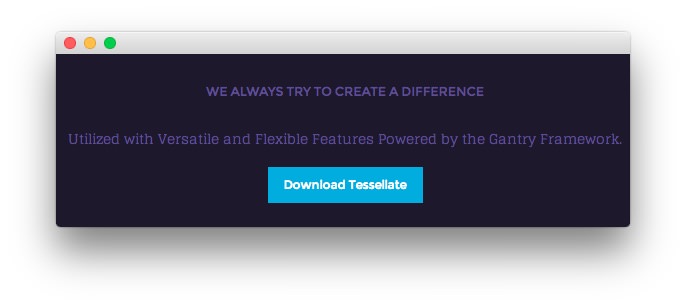 WE ALWAYS TRY TO CREATE A DIFFERENCE
Utilized with Versatile and Flexible Features Powered by the Gantry Framework.
Download Tessellate